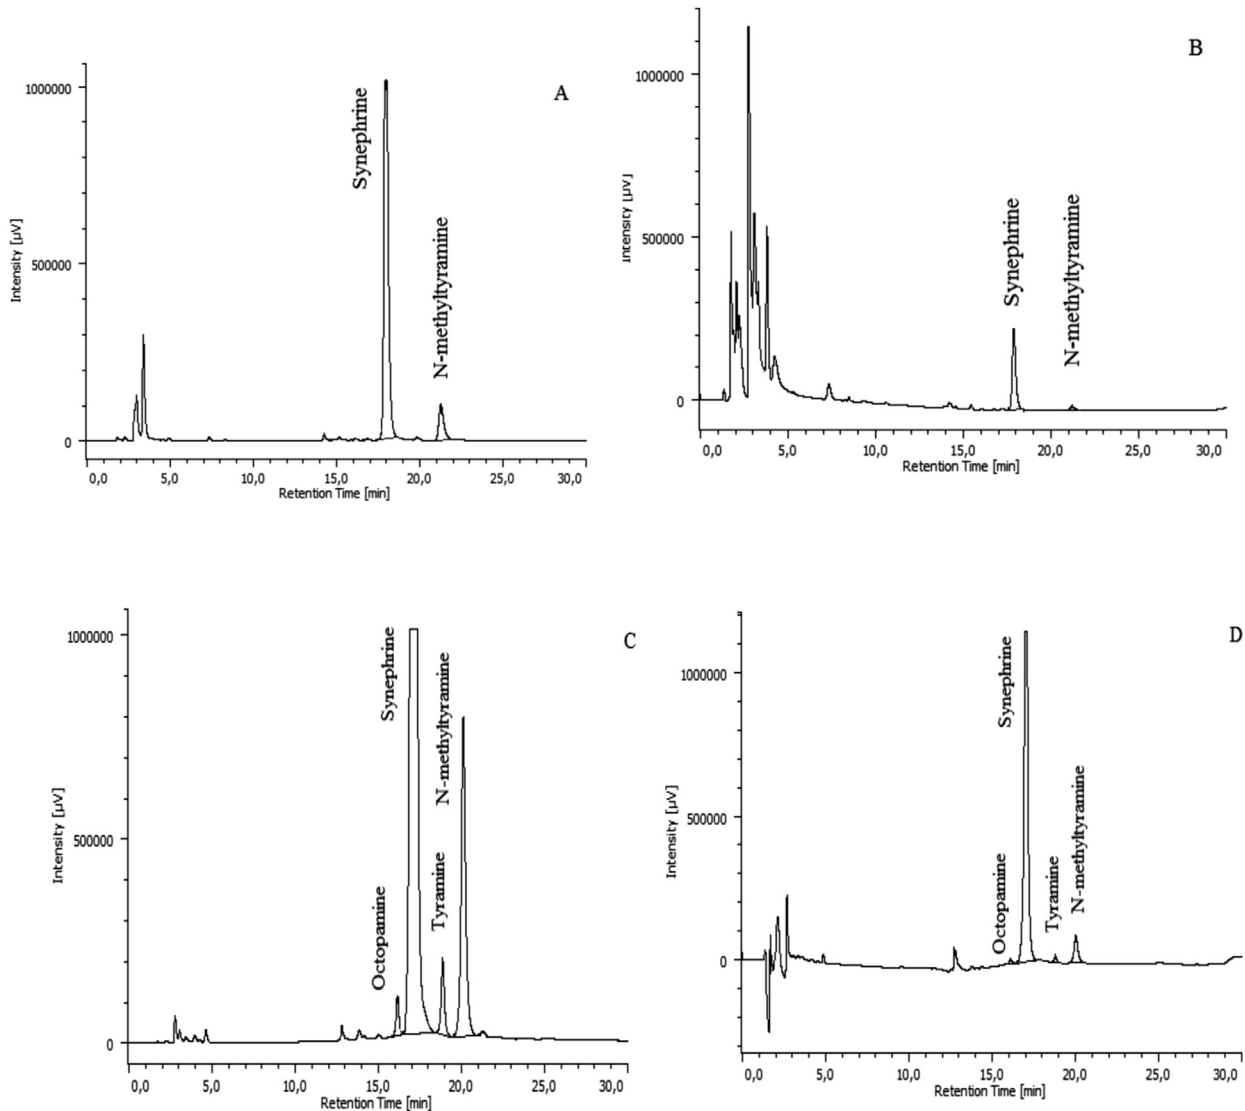 A
1000000
500000
0
Intensity [µV]
Synephrine
N-methyltyramine
0,0 5,0 10,0 15,0 20,0 25,0 30,0
Retention Time [min]
B
1000000
500000
0
Intensity [µV]
Synephrine
N-methyltyramine
0,0 5,0 10,0 15,0 20,0 25,0 30,0
Retention Time [min]
C
1000000
500000
0
Intensity [µV]
Octopamine
Synephrine
Tyramine
N-methyltyramine
0,0 5,0 10,0 15,0 20,0 25,0 30,0
Retention Time [min]
D
1000000
500000
0
Intensity [µV]
Octopamine
Synephrine
Tyramine
N-methyltyramine
0,0 5,0 10,0 15,0 20,0 25,0 30,0
Retention Time [min]